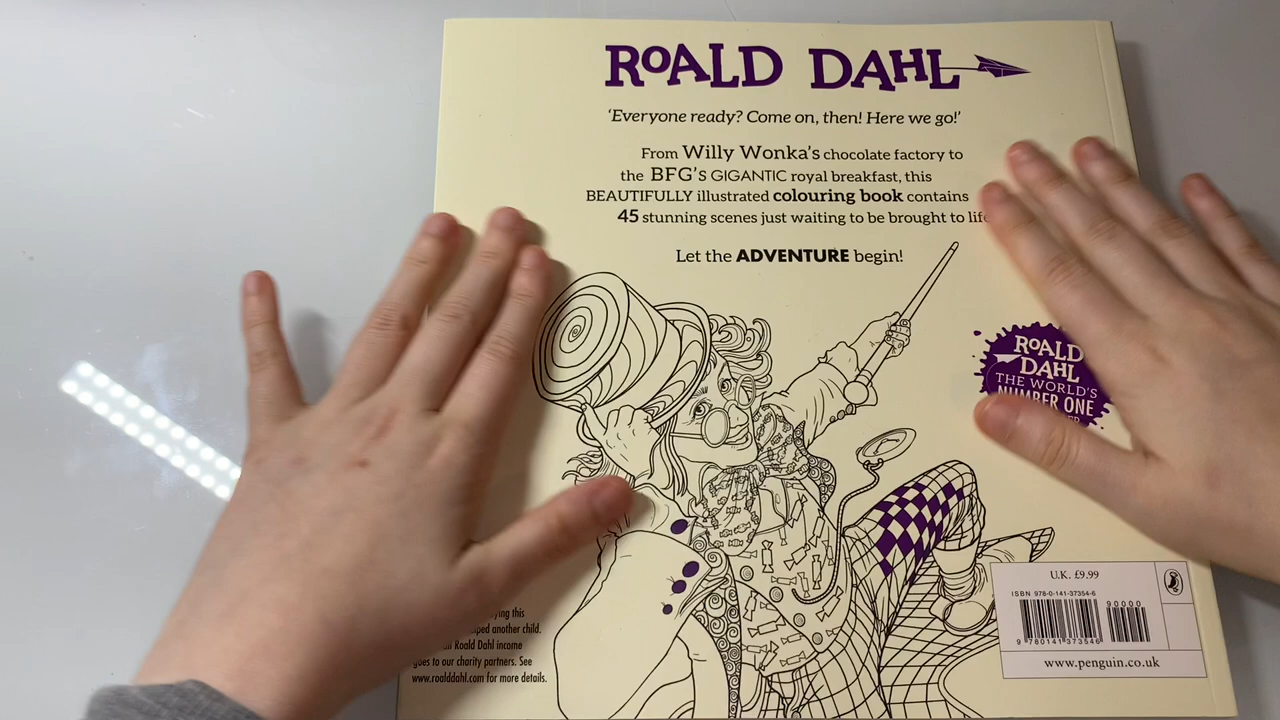 ROALD DAHL
‘Everyone ready? Come on, then! Here we go!’
From Willy Wonka's chocolate factory to
the BFG's GIGANTIC royal breakfast, this
BEAUTIFULLY illustrated colouring book contains
45 stunning scenes just waiting to be brought to life
Let the ADVENTURE begin!
ROALD
DAHL
THE WORLD'S
NUMBER ONE
this
another child.
Roald Dahl income
goes to our charity partners. See
www.roalddahl.com for more details.
U.K. £9.99
ISBN 978-0-141-37354-6
90000
9 780141 373546
www.penguin.co.uk